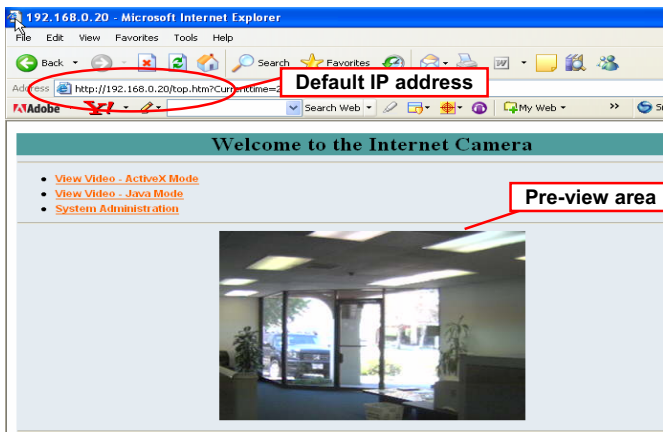 192.168.0.20 - Microsoft Internet Explorer
File Edit View Favorites Tools Help
Back Search Favorites
Default IP address
Address http://192.168.0.20/top.htm?Currenttime=2
Adobe Y! Search Web My Web >> S
Welcome to the Internet Camera
View Video - ActiveX Mode
View Video - Java Mode
System Administration
Pre-view area